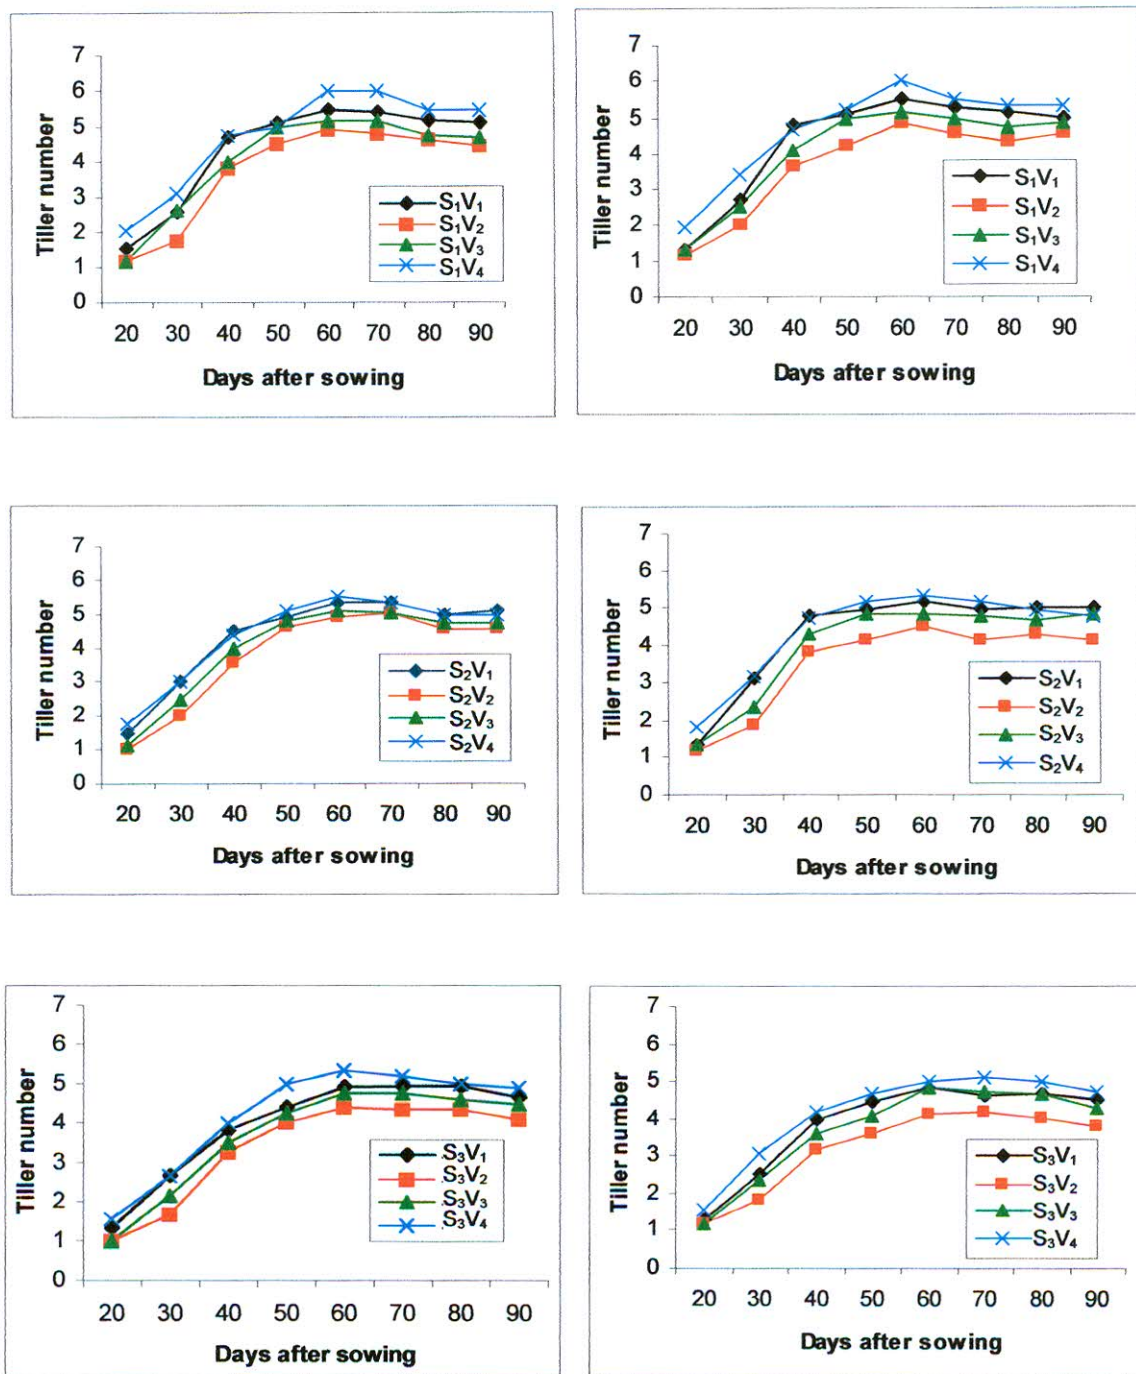 7
6
5
4
3
2
1
0
Tiller number
S₁V₁
S₁V₂
S₁V₃
S₁V₄
20 30 40 50 60 70 80 90
Days after sowing
7
6
5
4
3
2
1
0
Tiller number
S₁V₁
S₁V₂
S₁V₃
S₁V₄
20 30 40 50 60 70 80 90
Days after sowing
7
6
5
4
3
2
1
0
Tiller number
S₂V₁
S₂V₂
S₂V₃
S₂V₄
20 30 40 50 60 70 80 90
Days after sowing
7
6
5
4
3
2
1
0
Tiller number
S₂V₁
S₂V₂
S₂V₃
S₂V₄
20 30 40 50 60 70 80 90
Days after sowing
7
6
5
4
3
2
1
0
Tiller number
S₃V₁
S₃V₂
S₃V₃
S₃V₄
20 30 40 50 60 70 80 90
Days after sowing
7
6
5
4
3
2
1
0
Tiller number
S₃V₁
S₃V₂
S₃V₃
S₃V₄
20 30 40 50 60 70 80 90
Days after sowing